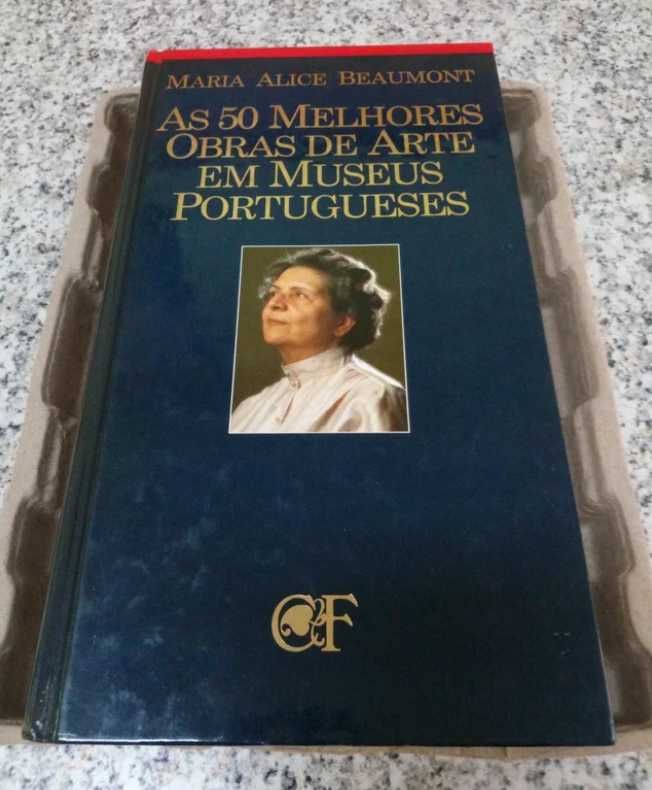 MARIA ALICE BEAUMONT
AS 50 MELHORES
OBRAS DE ARTE
EM MUSEUS
PORTUGUESES
C&F